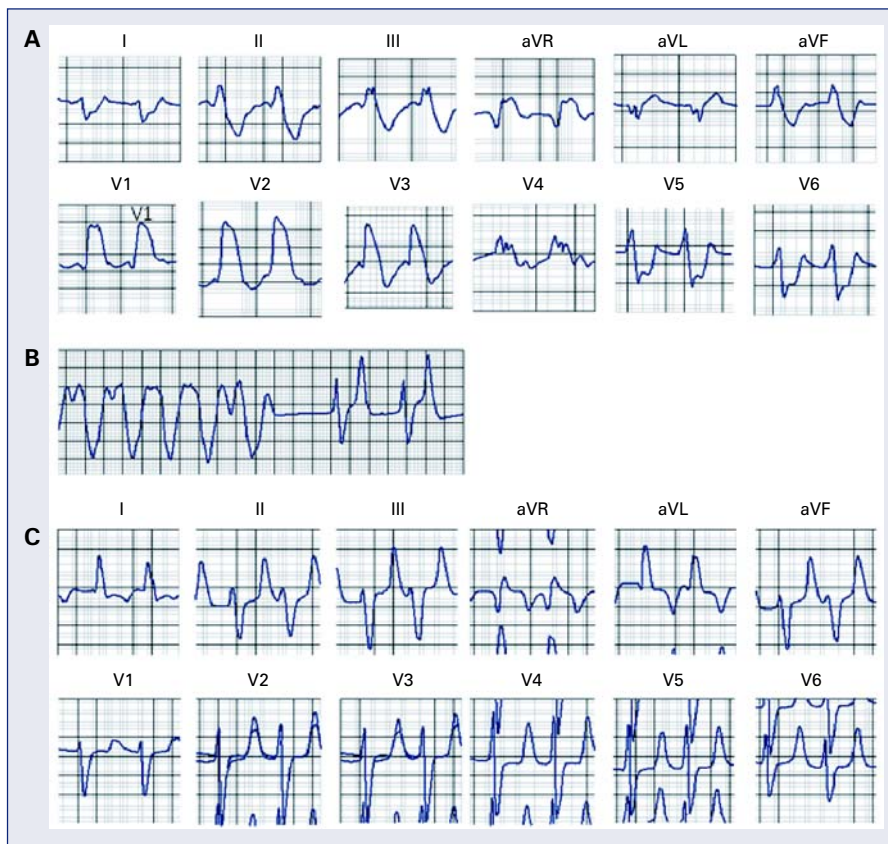 A
I II III aVR aVL aVF
V1 V2 V3 V4 V5 V6
V1
B
C
I II III aVR aVL aVF
V1 V2 V3 V4 V5 V6